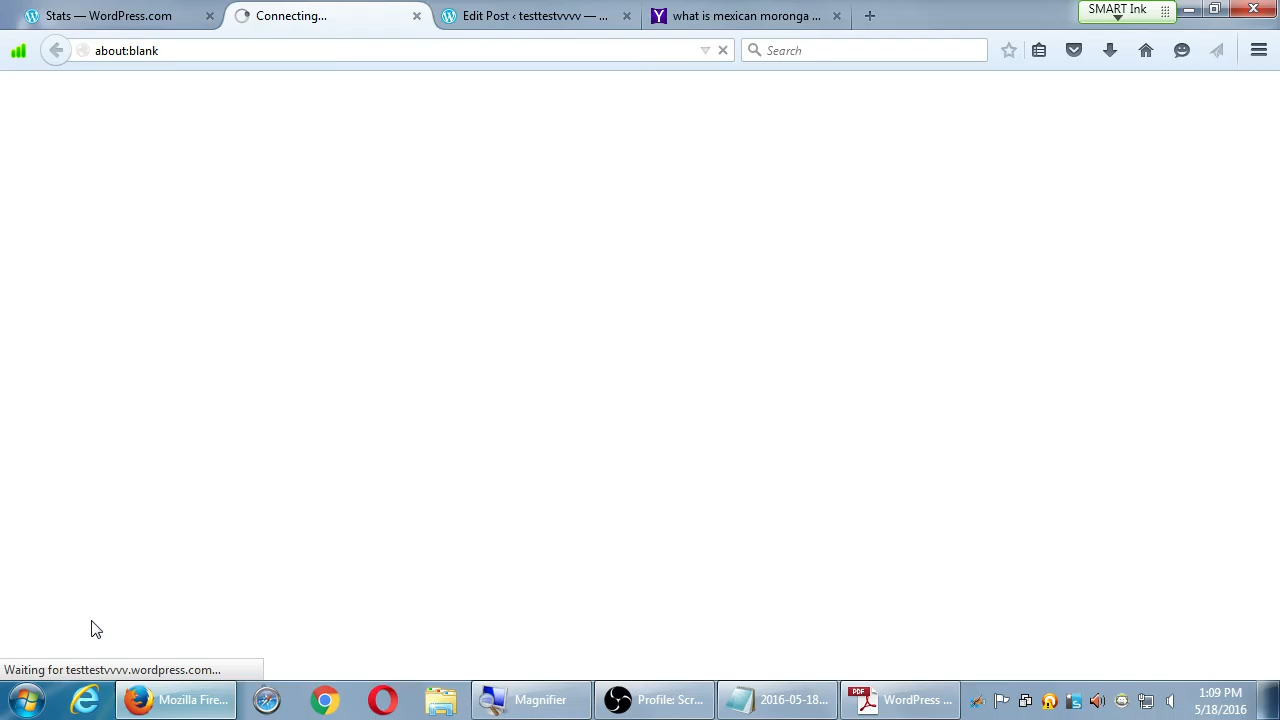 Stats — WordPress.com
Connecting...
Edit Post ‹ testtestvvvv — ...
Y what is mexican moronga ...
SMART Ink
about:blank
Search
Waiting for testtestvvvv.wordpress.com...
Mozilla Fire...
Magnifier
Profile: Scr...
2016-05-18...
PDF
WordPress ...
1:09 PM
5/18/2016